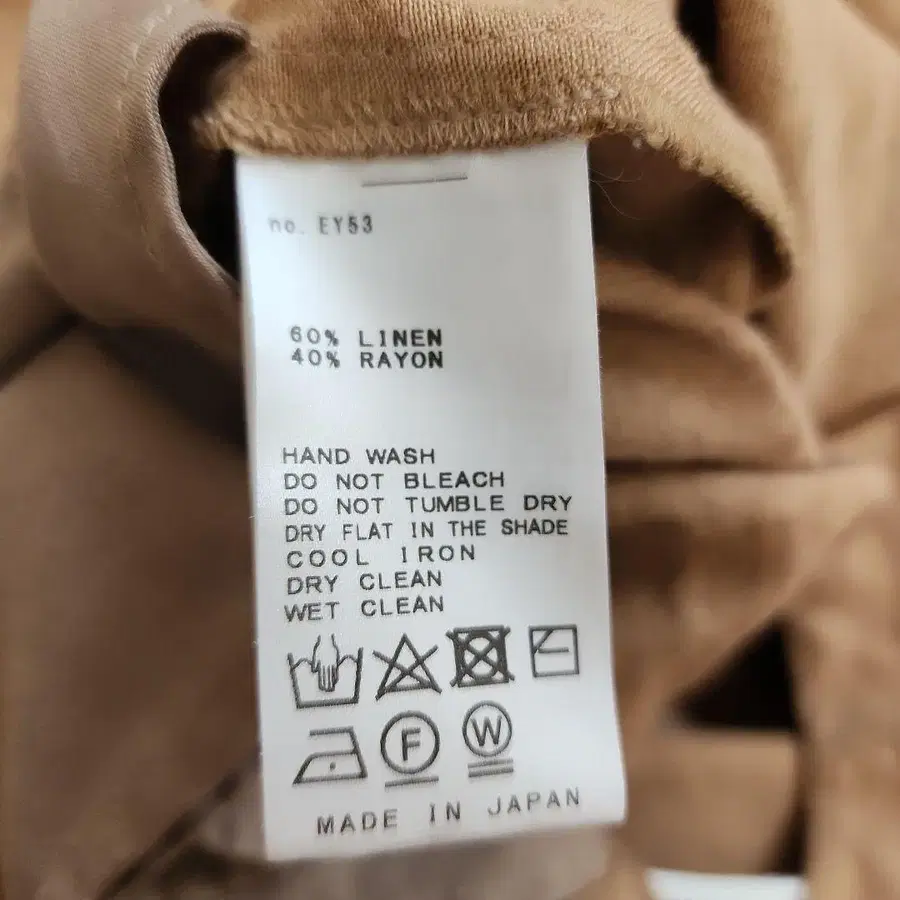 no. EY53
60% LINEN
40% RAYON
HAND WASH
DO NOT BLEACH
DO NOT TUMBLE DRY
DRY FLAT IN THE SHADE
COOL IRON
DRY CLEAN
WET CLEAN
F W
MADE IN JAPAN